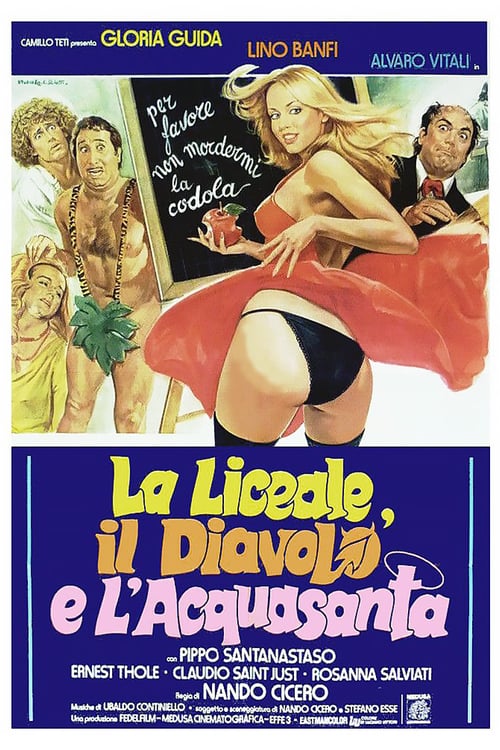 CAMILLO TETI presenta GLORIA GUIDA
LINO BANFI
ALVARO VITALI in
per
favore
non mordermi
la
codola
La Liceale,
il Diavolo
e l'Acquasanta
con PIPPO SANTANASTASO
ERNEST THOLE · CLAUDIO SAINT JUST · ROSANNA SALVIATI
Regia di NANDO CICERO
Musiche di UBALDO CONTINIELLO · soggetto e sceneggiatura di NANDO CICERO e STEFANO ESSE
Una produzione FEDELFILM - MEDUSA CINEMATOGRÁFICA - EFFE 3 · EASTMANCOLOR
MEDUSA